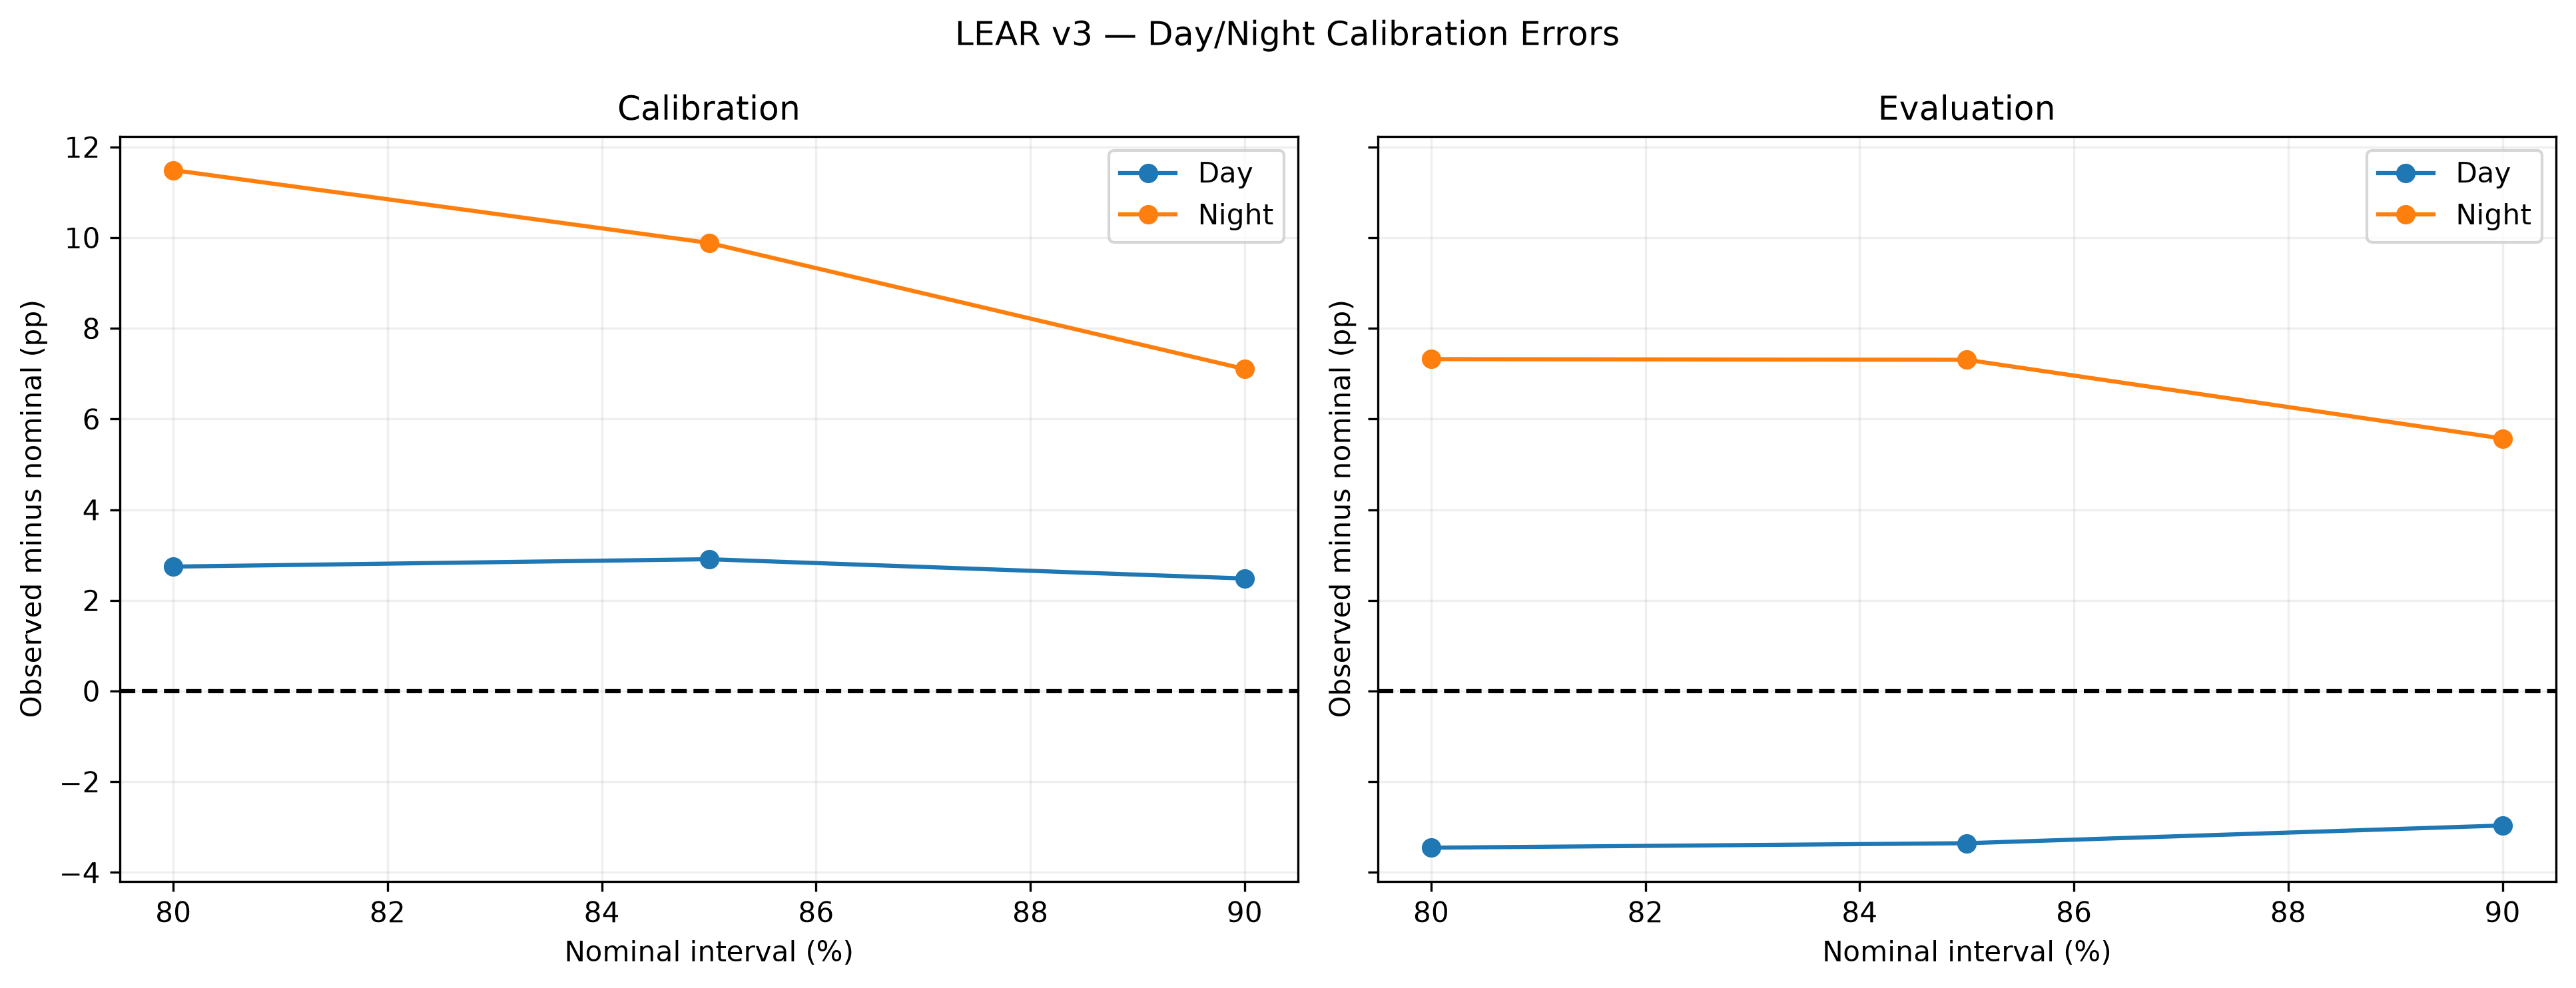 LEAR v3 — Day/Night Calibration Errors
Calibration
Observed minus nominal (pp)
12
10
8
6
4
2
0
−2
−4
Day
Night
80 82 84 86 88 90
Nominal interval (%)
Evaluation
Observed minus nominal (pp)
Day
Night
80 82 84 86 88 90
Nominal interval (%)